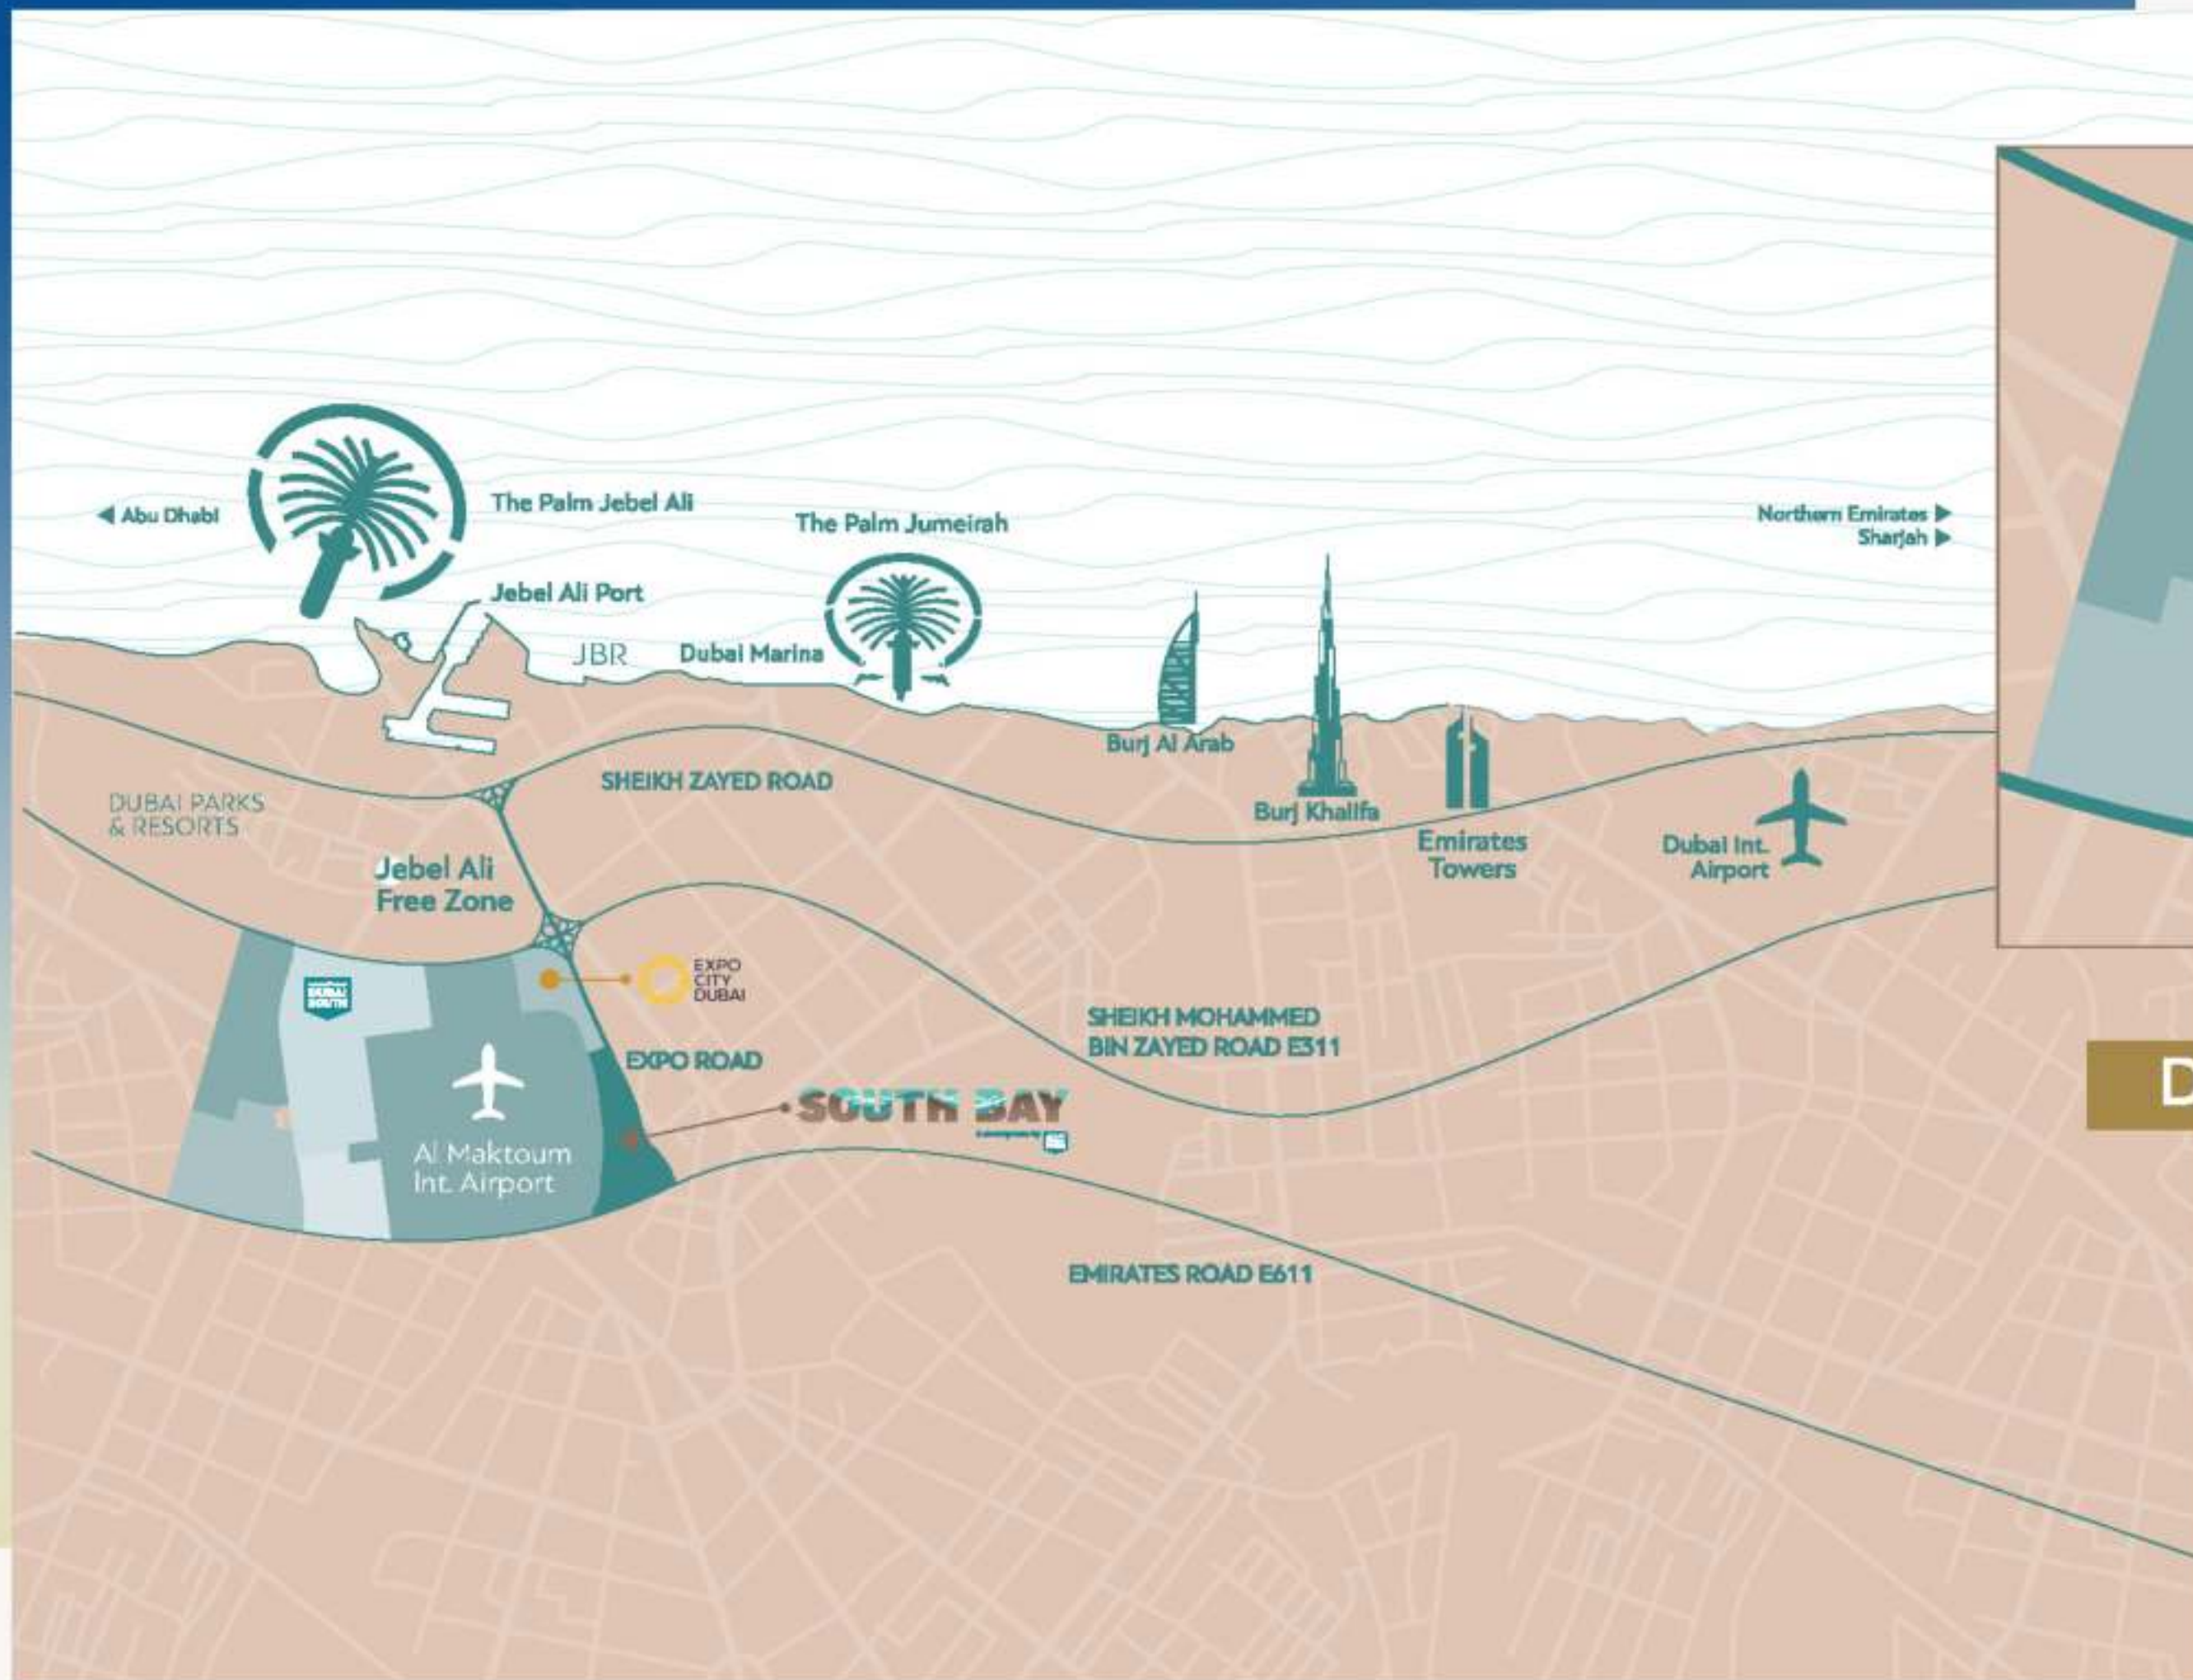 ◀ Abu Dhabi
The Palm Jebel Ali
The Palm Jumeirah
Northern Emirates ▶
Sharjah ▶
Jebel Ali Port
JBR
Dubai Marina
Burj Al Arab
SHEIKH ZAYED ROAD
DUBAI PARKS
& RESORTS
Burj Khalifa
Emirates
Towers
Dubai Int.
Airport
Jebel Ali
Free Zone
EXPO
CITY
DUBAI
DUBAI
SOUTH
SHEIKH MOHAMMED
BIN ZAYED ROAD E311
EXPO ROAD
SOUTH BAY
Al Maktoum
Int. Airport
EMIRATES ROAD E611
D